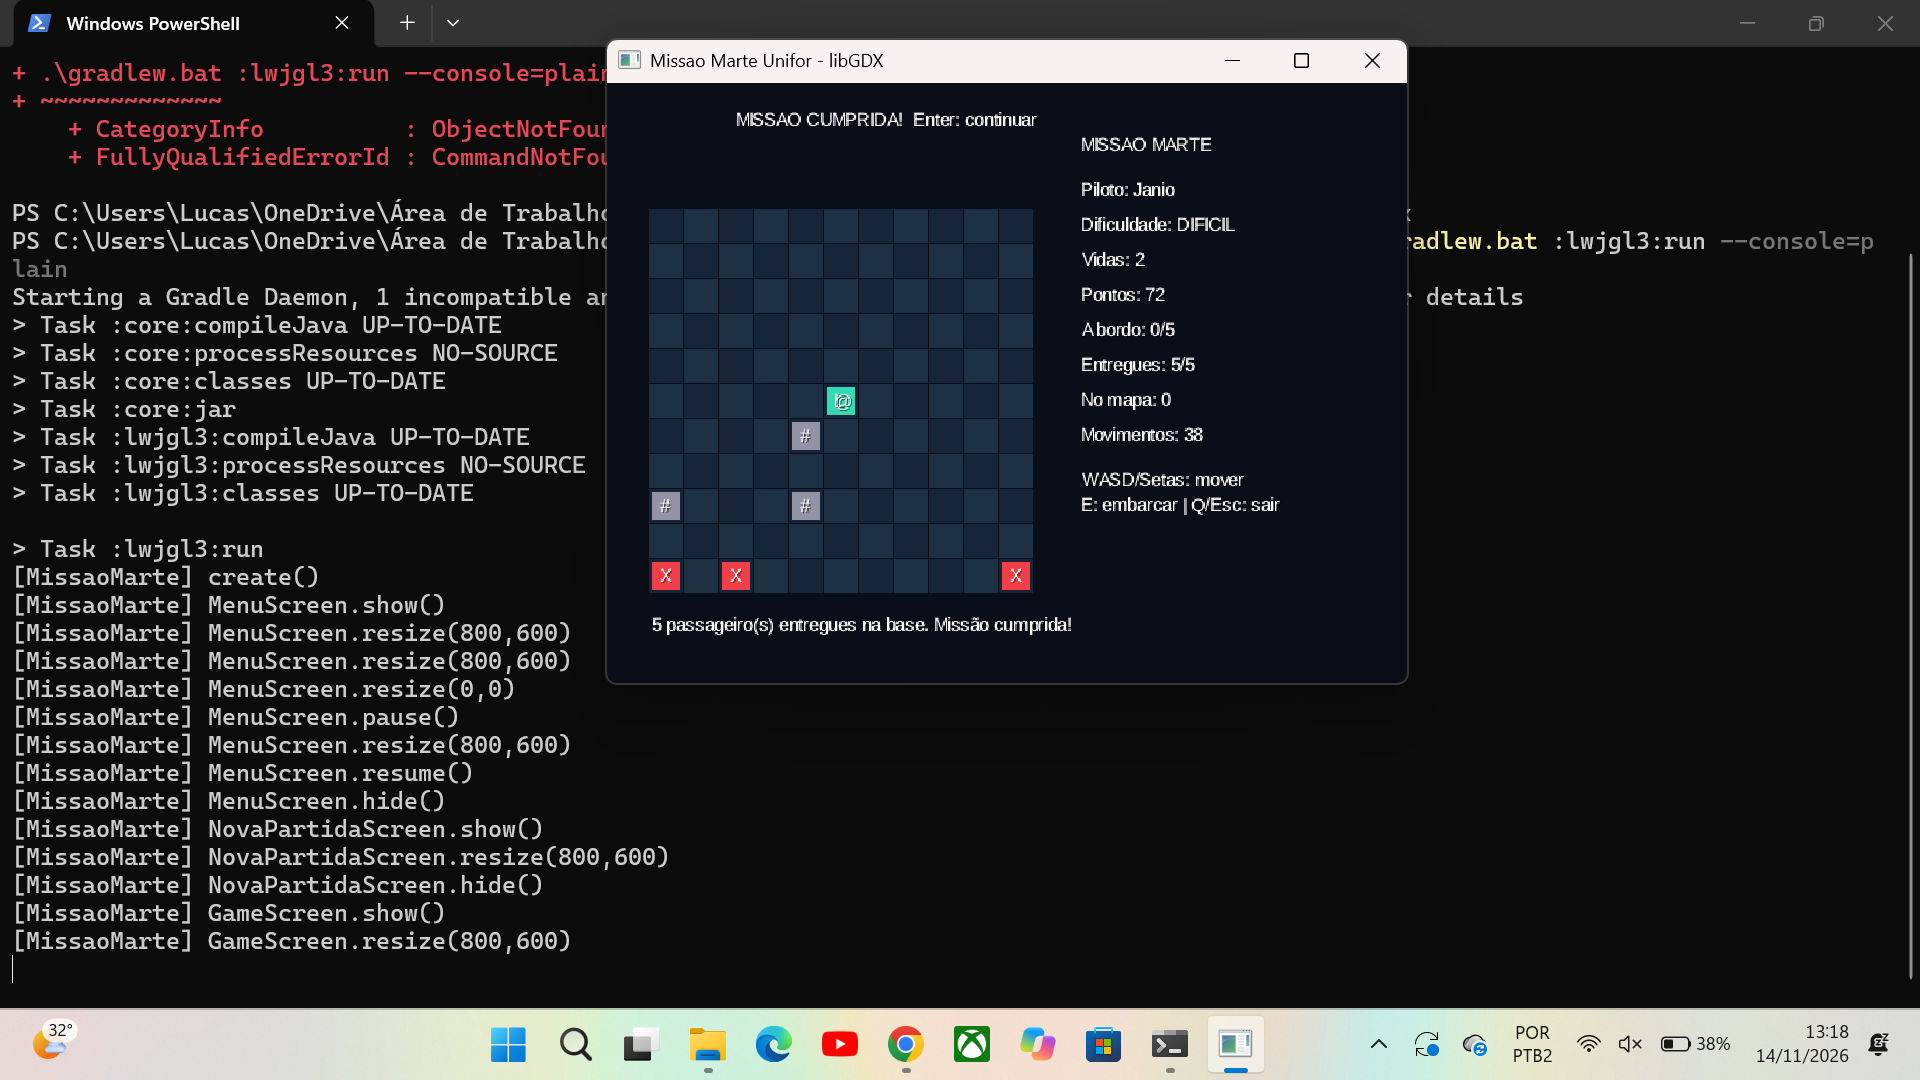 Windows PowerShell
+ .\gradlew.bat :lwjgl3:run --console=plain
+ ~~~~~~~~~~~~~
+ CategoryInfo : ObjectNotFoun
+ FullyQualifiedErrorId : CommandNotFou
PS C:\Users\Lucas\OneDrive\Área de Trabalho
PS C:\Users\Lucas\OneDrive\Área de Trabalho radlew.bat :lwjgl3:run --console=p
lain
Starting a Gradle Daemon, 1 incompatible an r details
> Task :core:compileJava UP-TO-DATE
> Task :core:processResources NO-SOURCE
> Task :core:classes UP-TO-DATE
> Task :core:jar
> Task :lwjgl3:compileJava UP-TO-DATE
> Task :lwjgl3:processResources NO-SOURCE
> Task :lwjgl3:classes UP-TO-DATE
> Task :lwjgl3:run
[MissaoMarte] create()
[MissaoMarte] MenuScreen.show()
[MissaoMarte] MenuScreen.resize(800,600)
[MissaoMarte] MenuScreen.resize(800,600)
[MissaoMarte] MenuScreen.resize(0,0)
[MissaoMarte] MenuScreen.pause()
[MissaoMarte] MenuScreen.resize(800,600)
[MissaoMarte] MenuScreen.resume()
[MissaoMarte] MenuScreen.hide()
[MissaoMarte] NovaPartidaScreen.show()
[MissaoMarte] NovaPartidaScreen.resize(800,600)
[MissaoMarte] NovaPartidaScreen.hide()
[MissaoMarte] GameScreen.show()
[MissaoMarte] GameScreen.resize(800,600)
Missao Marte Unifor - libGDX
MISSAO CUMPRIDA! Enter: continuar
MISSAO MARTE
Piloto: Janio
Dificuldade: DIFICIL
Vidas: 2
Pontos: 72
A bordo: 0/5
Entregues: 5/5
No mapa: 0
Movimentos: 38
WASD/Setas: mover
E: embarcar | Q/Esc: sair
@
#
# #
X X X
5 passageiro(s) entregues na base. Missão cumprida!
32°
POR
PTB2
38%
13:18
14/11/2026